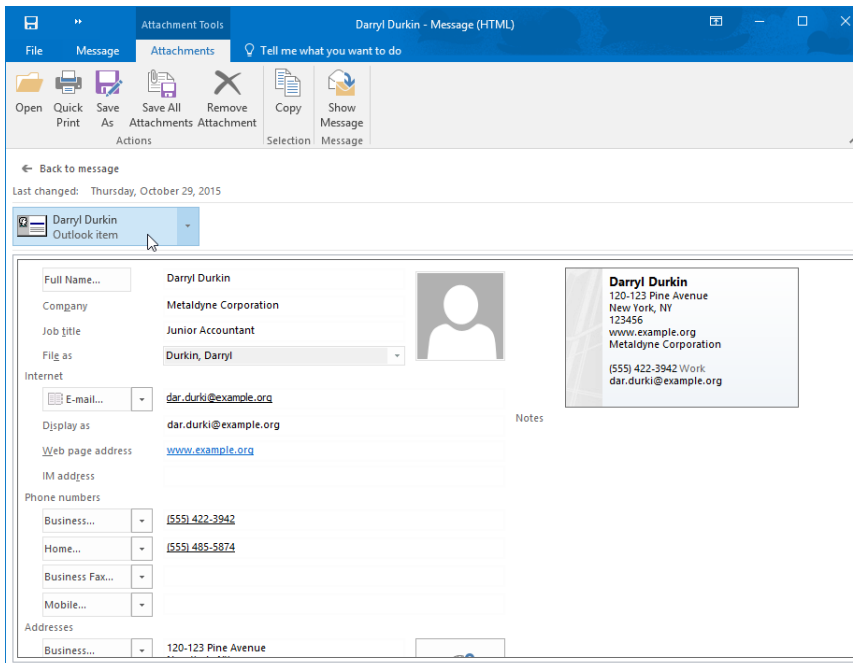 Attachment Tools
Darryl Durkin - Message (HTML)
File Message Attachments Tell me what you want to do
Open Quick Print Save As Save All Attachments Remove Attachment Copy Show Message
Actions Selection Message
Back to message
Last changed: Thursday, October 29, 2015
Darryl Durkin
Outlook item
Full Name... Darryl Durkin
Company Metaldyne Corporation
Job title Junior Accountant
File as Durkin, Darryl
Internet
E-mail... dar.durki@example.org
Display as dar.durki@example.org
Web page address www.example.org
IM address
Phone numbers
Business... (555) 422-3942
Home... (555) 485-5874
Business Fax...
Mobile...
Addresses
Business... 120-123 Pine Avenue
Notes
Darryl Durkin
120-123 Pine Avenue
New York, NY
123456
www.example.org
Metaldyne Corporation
(555) 422-3942 Work
dar.durki@example.org